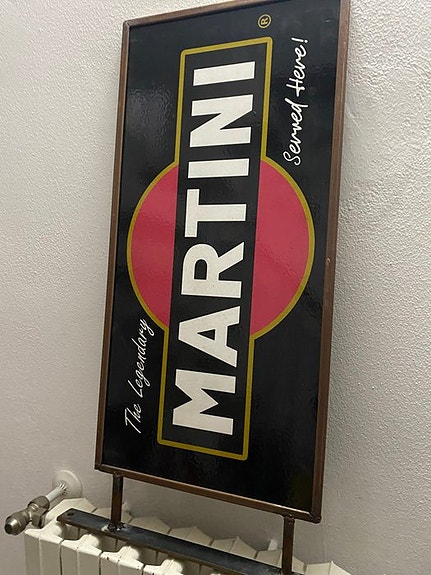 The Legendary
MARTINI ®
Served Here!